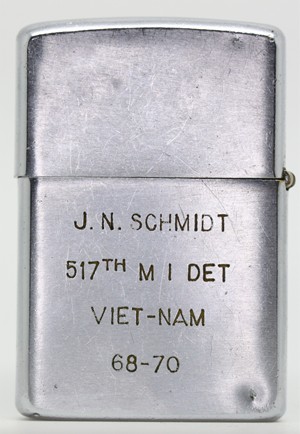 J. N. SCHMIDT
517TH M I DET
VIET-NAM
68-70